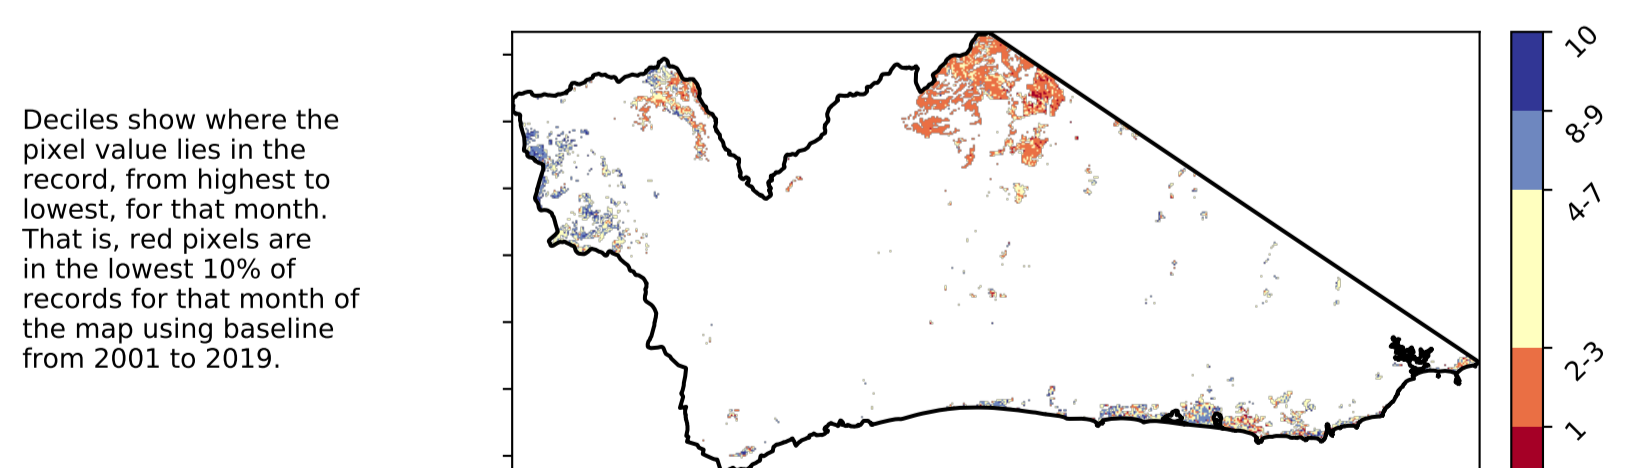 Deciles show where the
pixel value lies in the
record, from highest to
lowest, for that month.
That is, red pixels are
in the lowest 10% of
records for that month of
the map using baseline
from 2001 to 2019.
10
8-9
4-7
2-3
1